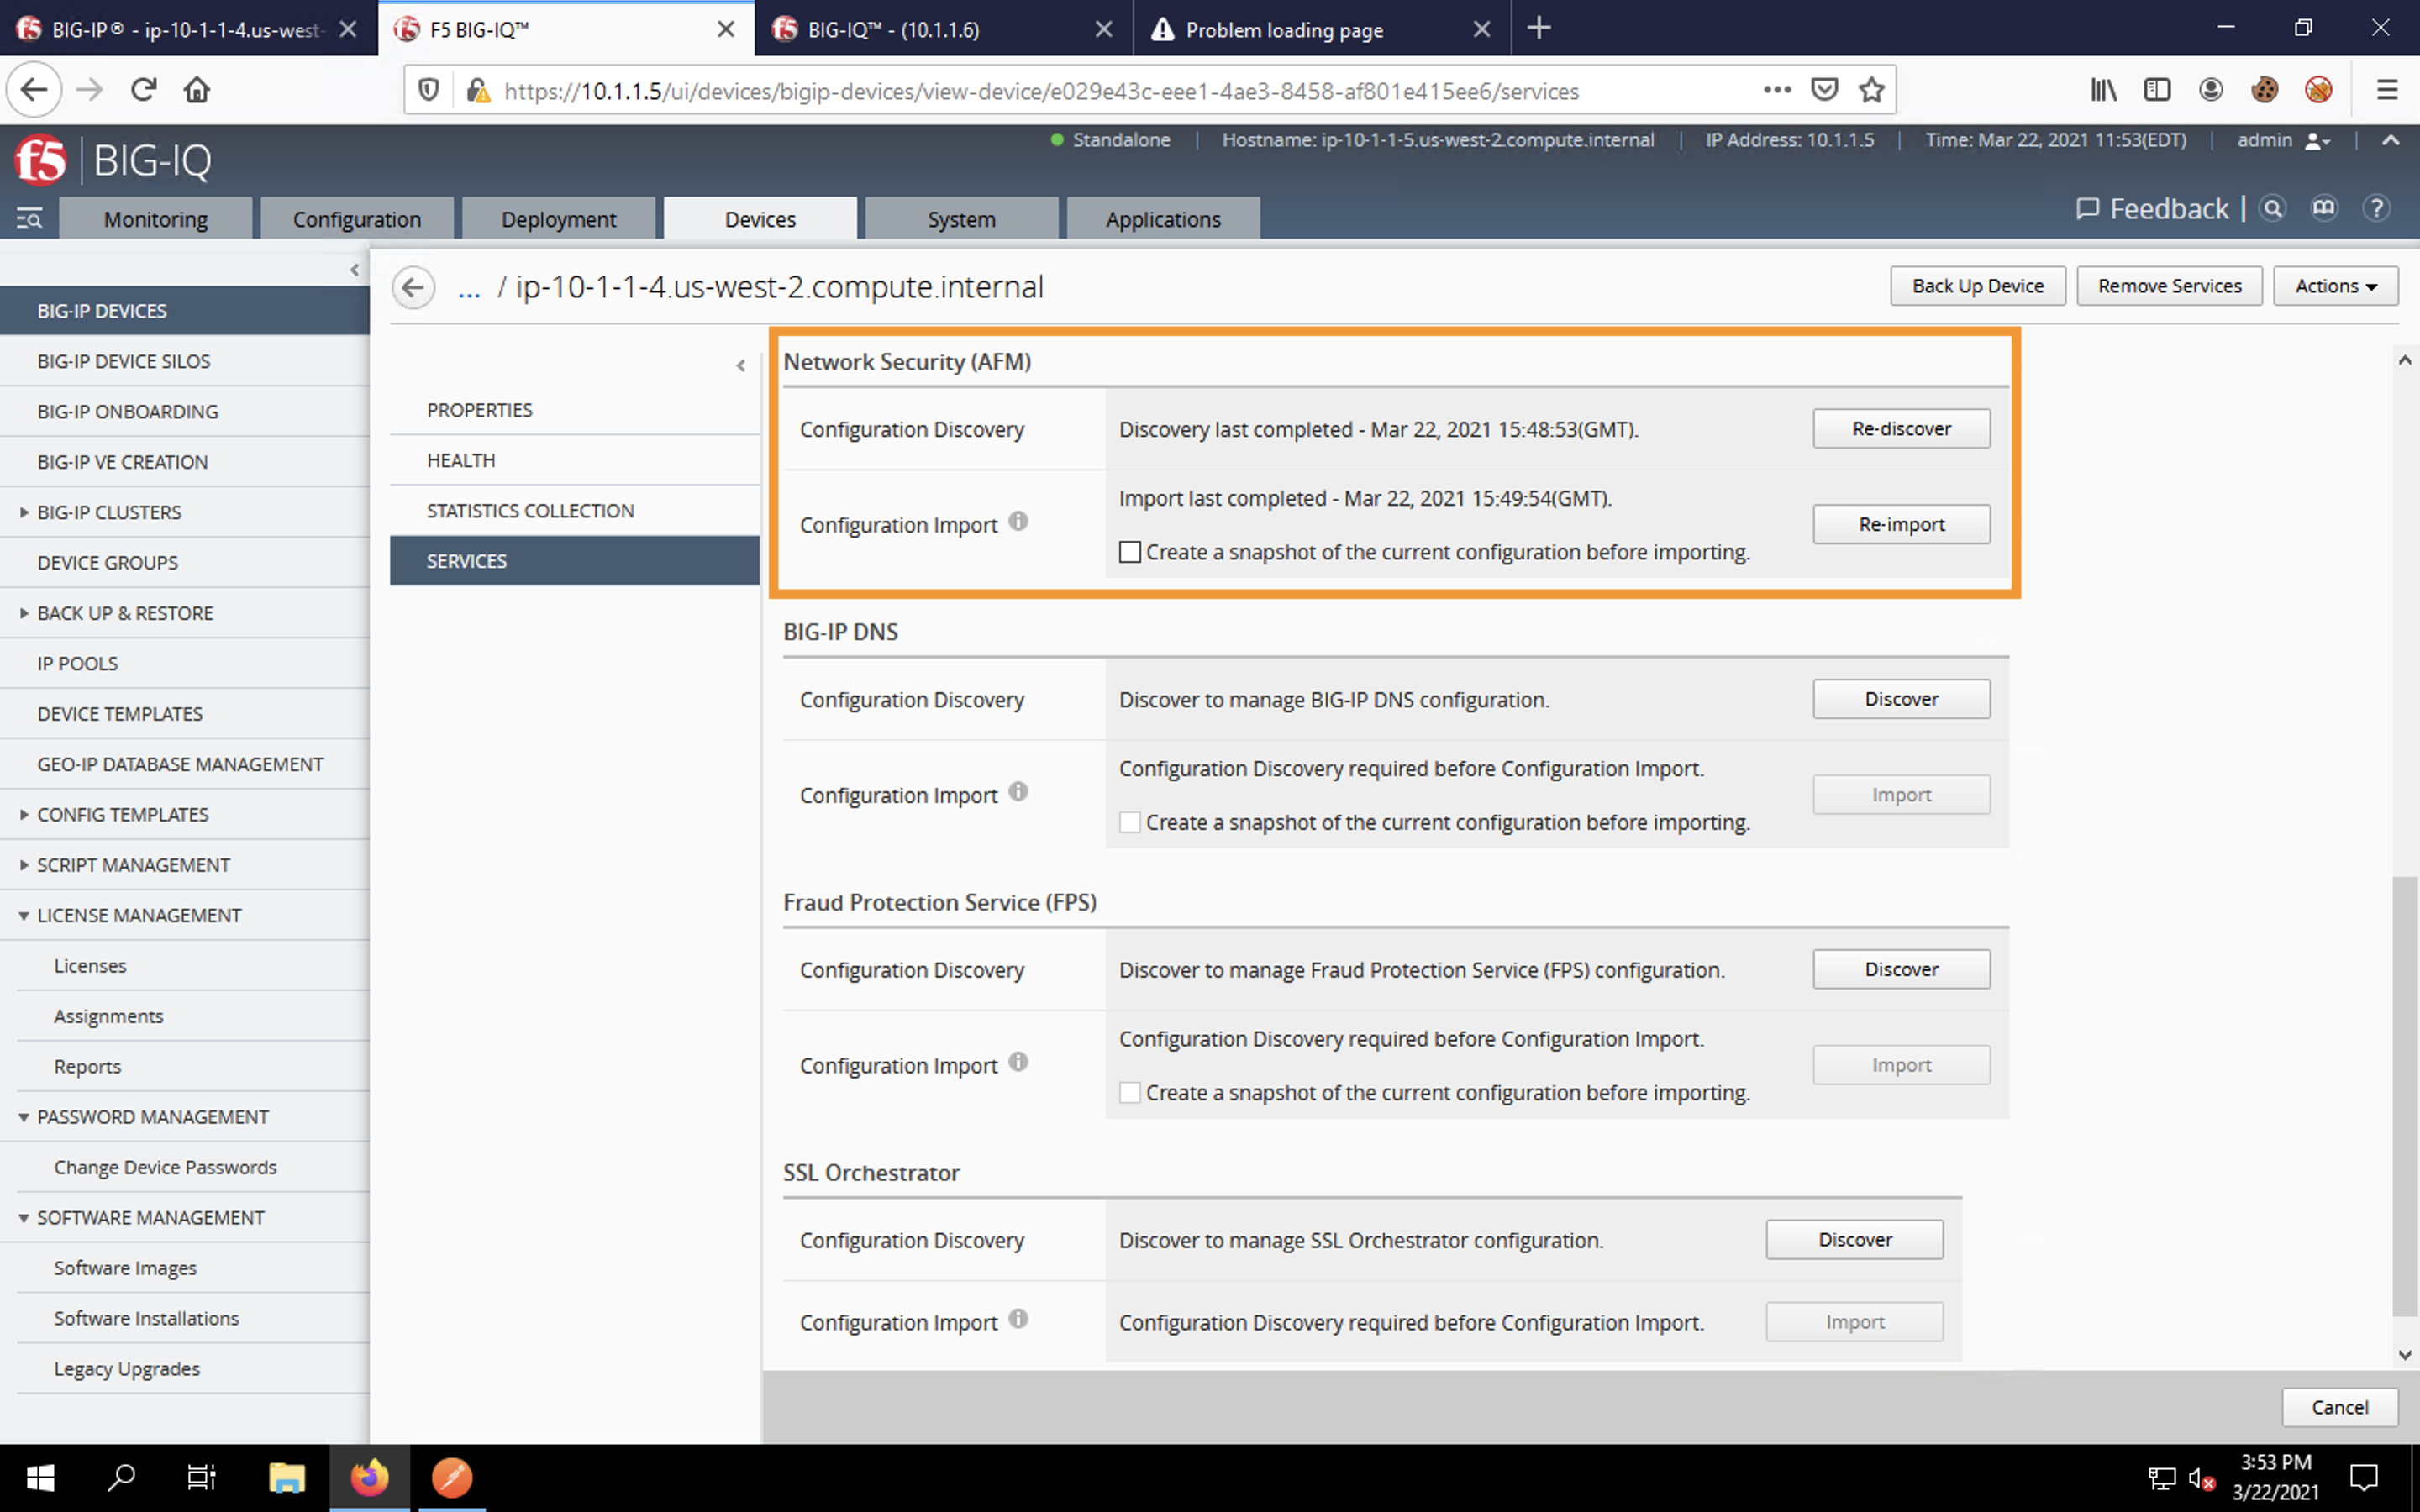 BIG-IP® - ip-10-1-1-4.us-west-
F5 BIG-IQ™
BIG-IQ™ - (10.1.1.6)
Problem loading page
https://10.1.1.5/ui/devices/bigip-devices/view-device/e029e43c-eee1-4ae3-8458-af801e415ee6/services
f5 BIG-IQ
Standalone
Hostname: ip-10-1-1-5.us-west-2.compute.internal
IP Address: 10.1.1.5
Time: Mar 22, 2021 11:53(EDT)
admin
Monitoring
Configuration
Deployment
Devices
System
Applications
Feedback
BIG-IP DEVICES
BIG-IP DEVICE SILOS
BIG-IP ONBOARDING
BIG-IP VE CREATION
BIG-IP CLUSTERS
DEVICE GROUPS
BACK UP & RESTORE
IP POOLS
DEVICE TEMPLATES
GEO-IP DATABASE MANAGEMENT
CONFIG TEMPLATES
SCRIPT MANAGEMENT
LICENSE MANAGEMENT
Licenses
Assignments
Reports
PASSWORD MANAGEMENT
Change Device Passwords
SOFTWARE MANAGEMENT
Software Images
Software Installations
Legacy Upgrades
... / ip-10-1-1-4.us-west-2.compute.internal
Back Up Device
Remove Services
Actions
PROPERTIES
HEALTH
STATISTICS COLLECTION
SERVICES
Network Security (AFM)
Configuration Discovery
Discovery last completed - Mar 22, 2021 15:48:53(GMT).
Re-discover
Configuration Import
Import last completed - Mar 22, 2021 15:49:54(GMT).
Create a snapshot of the current configuration before importing.
Re-import
BIG-IP DNS
Configuration Discovery
Discover to manage BIG-IP DNS configuration.
Discover
Configuration Import
Configuration Discovery required before Configuration Import.
Create a snapshot of the current configuration before importing.
Import
Fraud Protection Service (FPS)
Configuration Discovery
Discover to manage Fraud Protection Service (FPS) configuration.
Discover
Configuration Import
Configuration Discovery required before Configuration Import.
Create a snapshot of the current configuration before importing.
Import
SSL Orchestrator
Configuration Discovery
Discover to manage SSL Orchestrator configuration.
Discover
Configuration Import
Configuration Discovery required before Configuration Import.
Import
Cancel
3:53 PM
3/22/2021